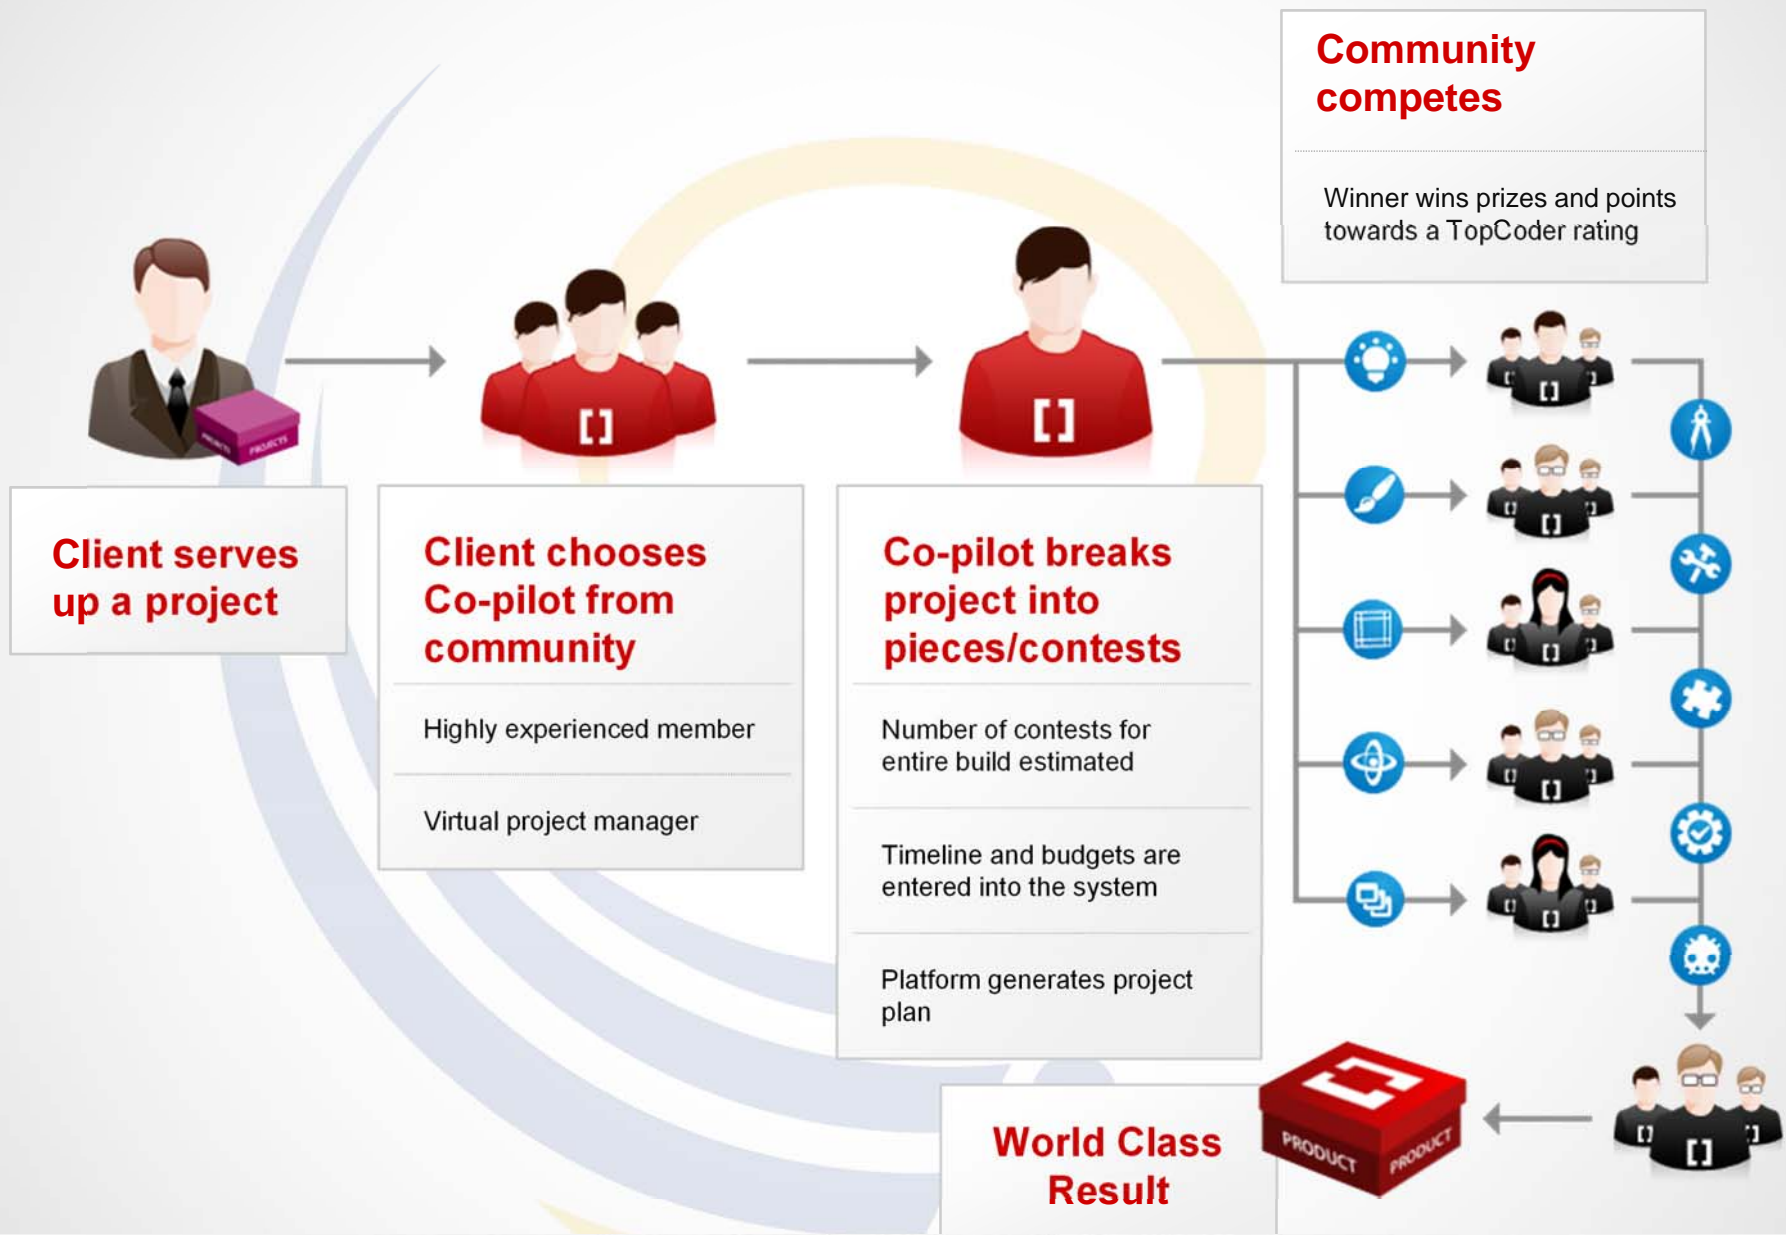 Community
competes
Winner wins prizes and points
towards a TopCoder rating
[ ]
[ ]
PROJECTS
PROJECTS
Client serves
up a project
Client chooses
Co-pilot from
community
Highly experienced member
Virtual project manager
Co-pilot breaks
project into
pieces/contests
Number of contests for
entire build estimated
Timeline and budgets are
entered into the system
Platform generates project
plan
World Class
Result
PRODUCT
PRODUCT